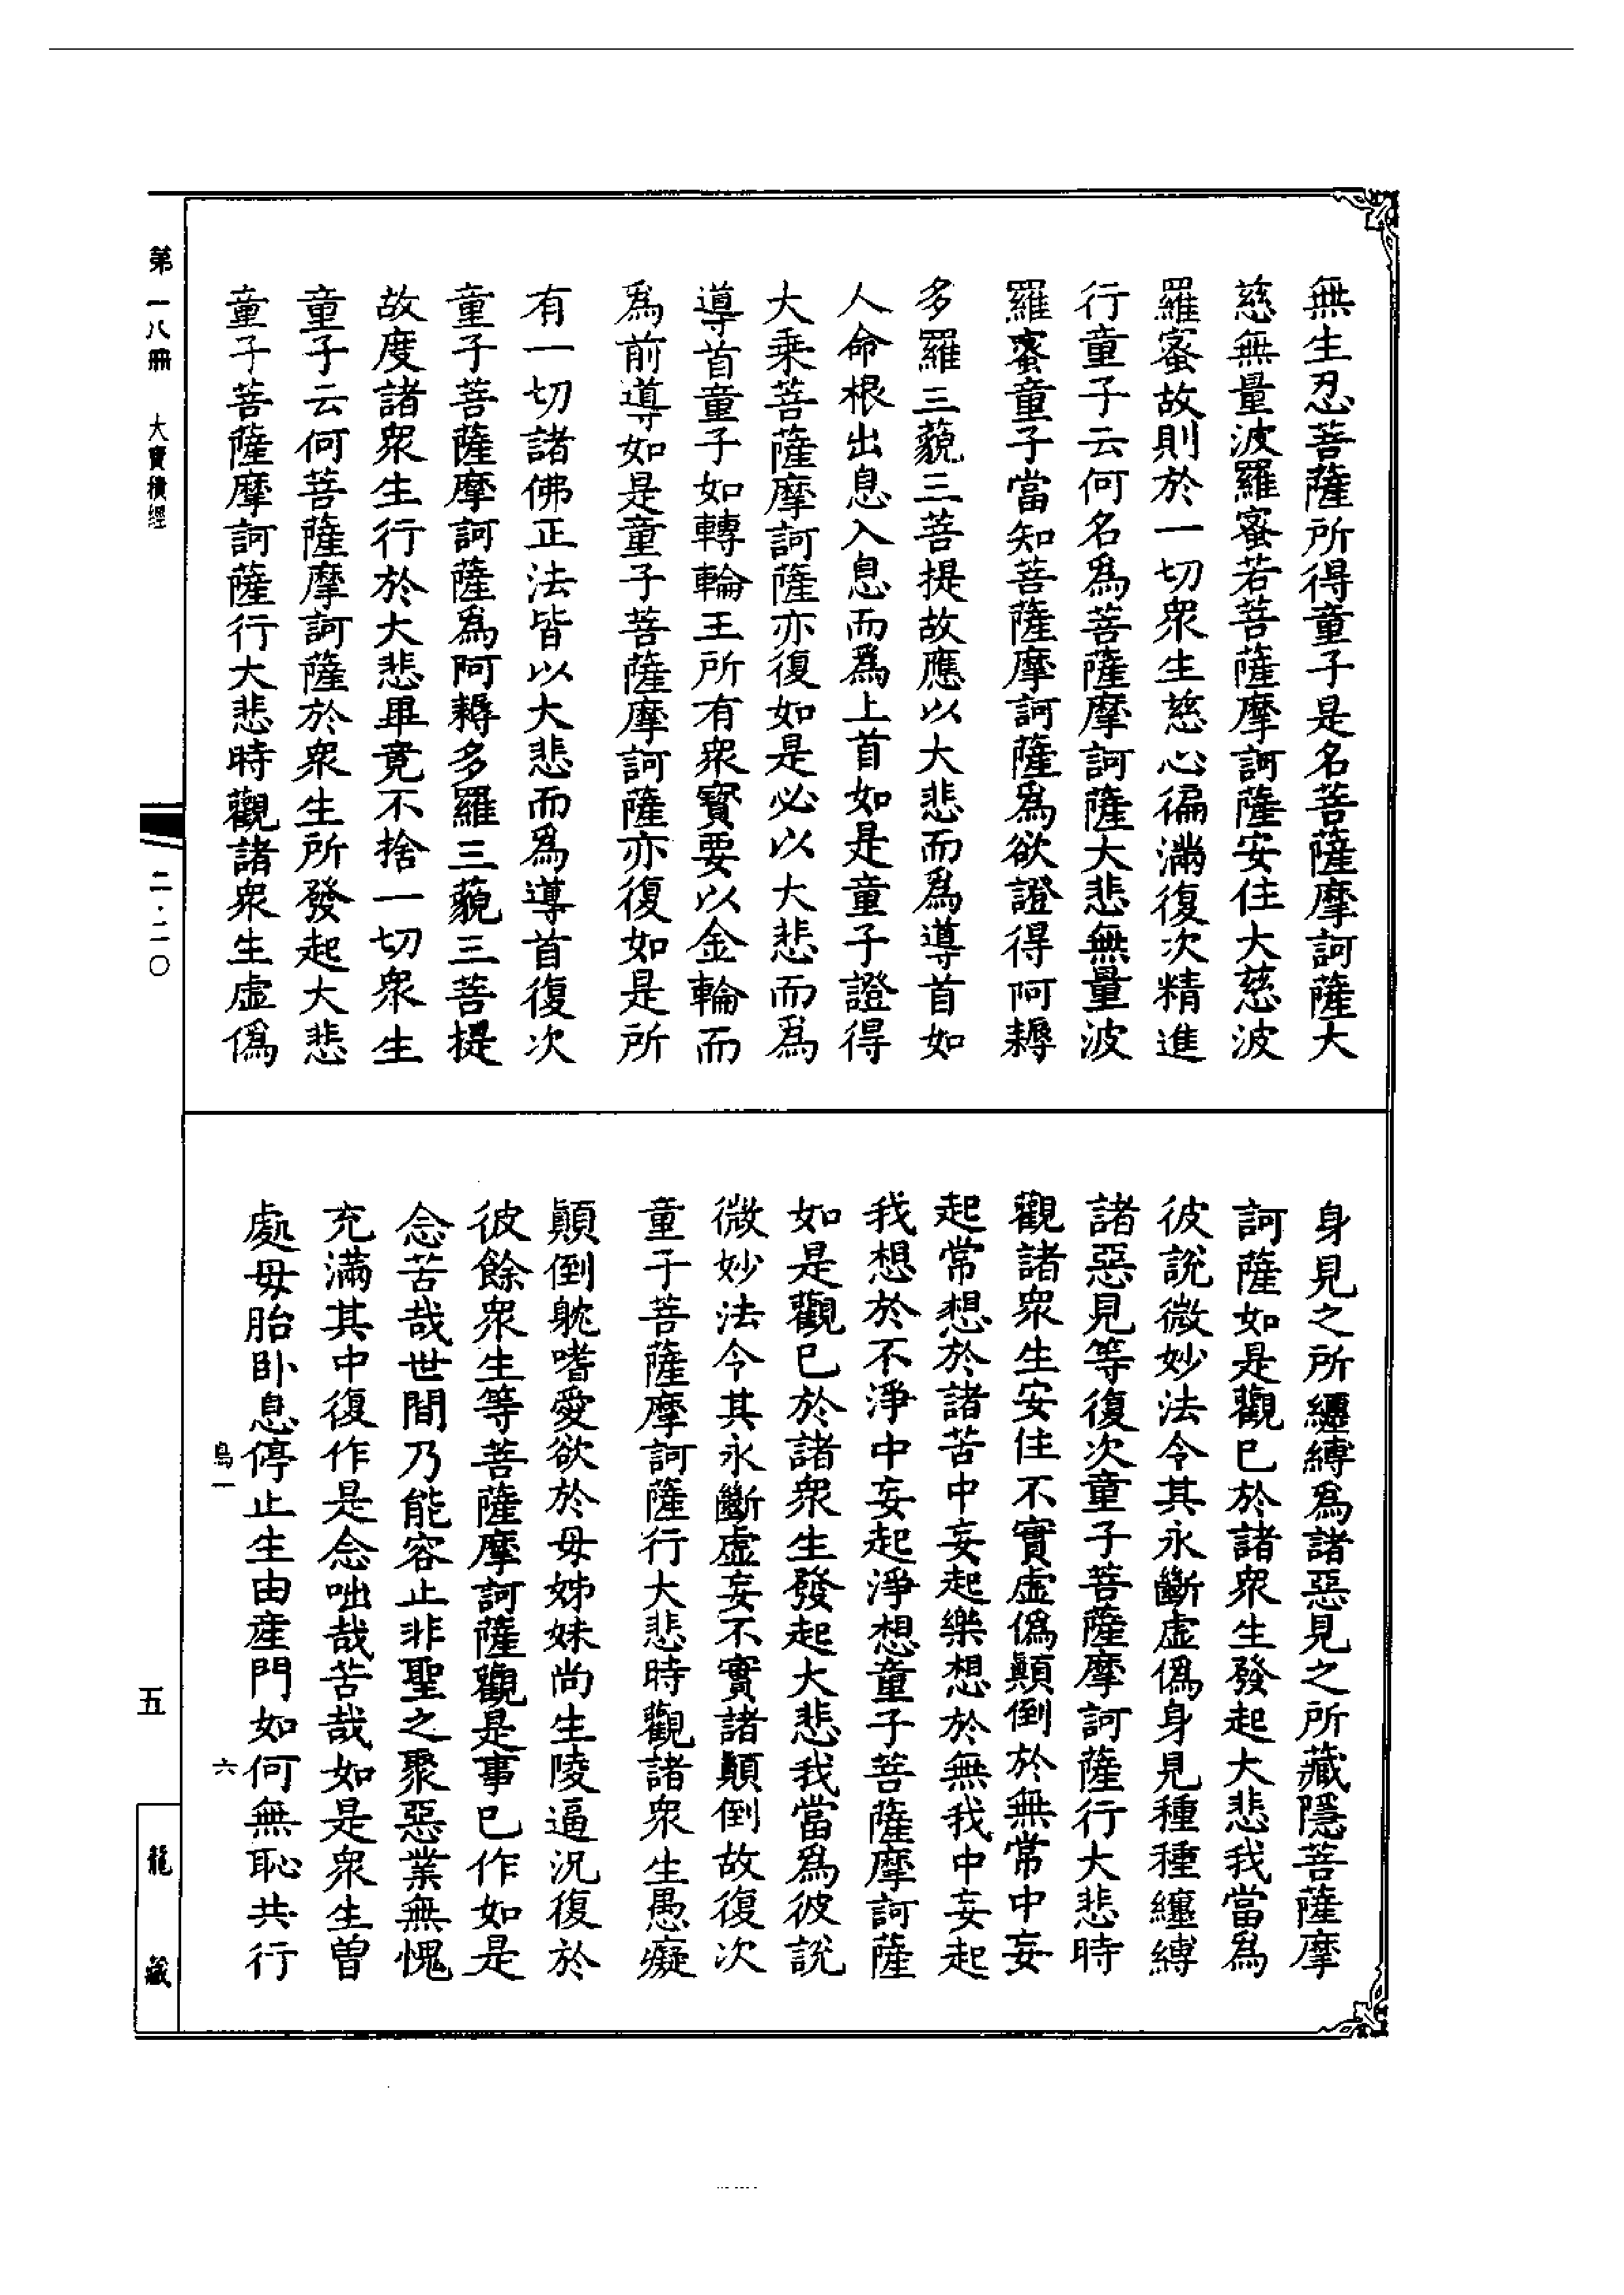 無生忍菩薩所得童子是名菩薩摩訶薩大
慈無量波羅蜜若菩薩摩訶薩安住大慈波
羅蜜故則於一切衆生慈心徧滿復次精進
行童子云何名爲菩薩摩訶薩大悲無量波
羅蜜童子當知菩薩摩訶薩爲欲證得阿耨
多羅三藐三菩提故應以大悲而爲導首如
人命根出息入息而爲上首如是童子證得
大乘菩薩摩訶薩亦復如是必以大悲而爲
導首童子如轉輪王所有衆寳要以金輪而
爲前導如是童子菩薩摩訶薩亦復如是所
有一切諸佛正法皆以大悲而爲導首復次
童子菩薩摩訶薩爲阿耨多羅三藐三菩提
故度諸衆生行於大悲畢竟不捨一切衆生
童子云何菩薩摩訶薩於衆生所發起大悲
童子菩薩摩訶薩行大悲時觀諸衆生虛僞
身見之所纏縛爲諸惡見之所藏隱菩薩摩
訶薩如是觀已於諸衆生發起大悲我當爲
彼說微妙法令其永斷虛僞身見種種纏縛
諸惡見等復次童子菩薩摩訶薩行大悲時
觀諸衆生安住不實虛僞顚倒於無常中妄
起常想於諸苦中妄起樂想於無我中妄起
我想於不淨中妄起淨想童子菩薩摩訶薩
如是觀已於諸衆生發起大悲我當爲彼說
微妙法令其永斷虛妄不實諸顚倒故復次
童子菩薩摩訶薩行大悲時觀諸衆生愚癡
顚倒躭嗜愛欲於母姊妹尚生陵逼況復於
彼餘衆生等菩薩摩訶薩觀是事已作如是
念苦哉世間乃能容止非聖之聚惡業無愧
充滿其中復作是念咄哉苦哉如是衆生曾
處母胎卧息停止生由産門如何無恥共行
第一八冊 大寶積經
二·二〇
鳥一
六
五
龍藏